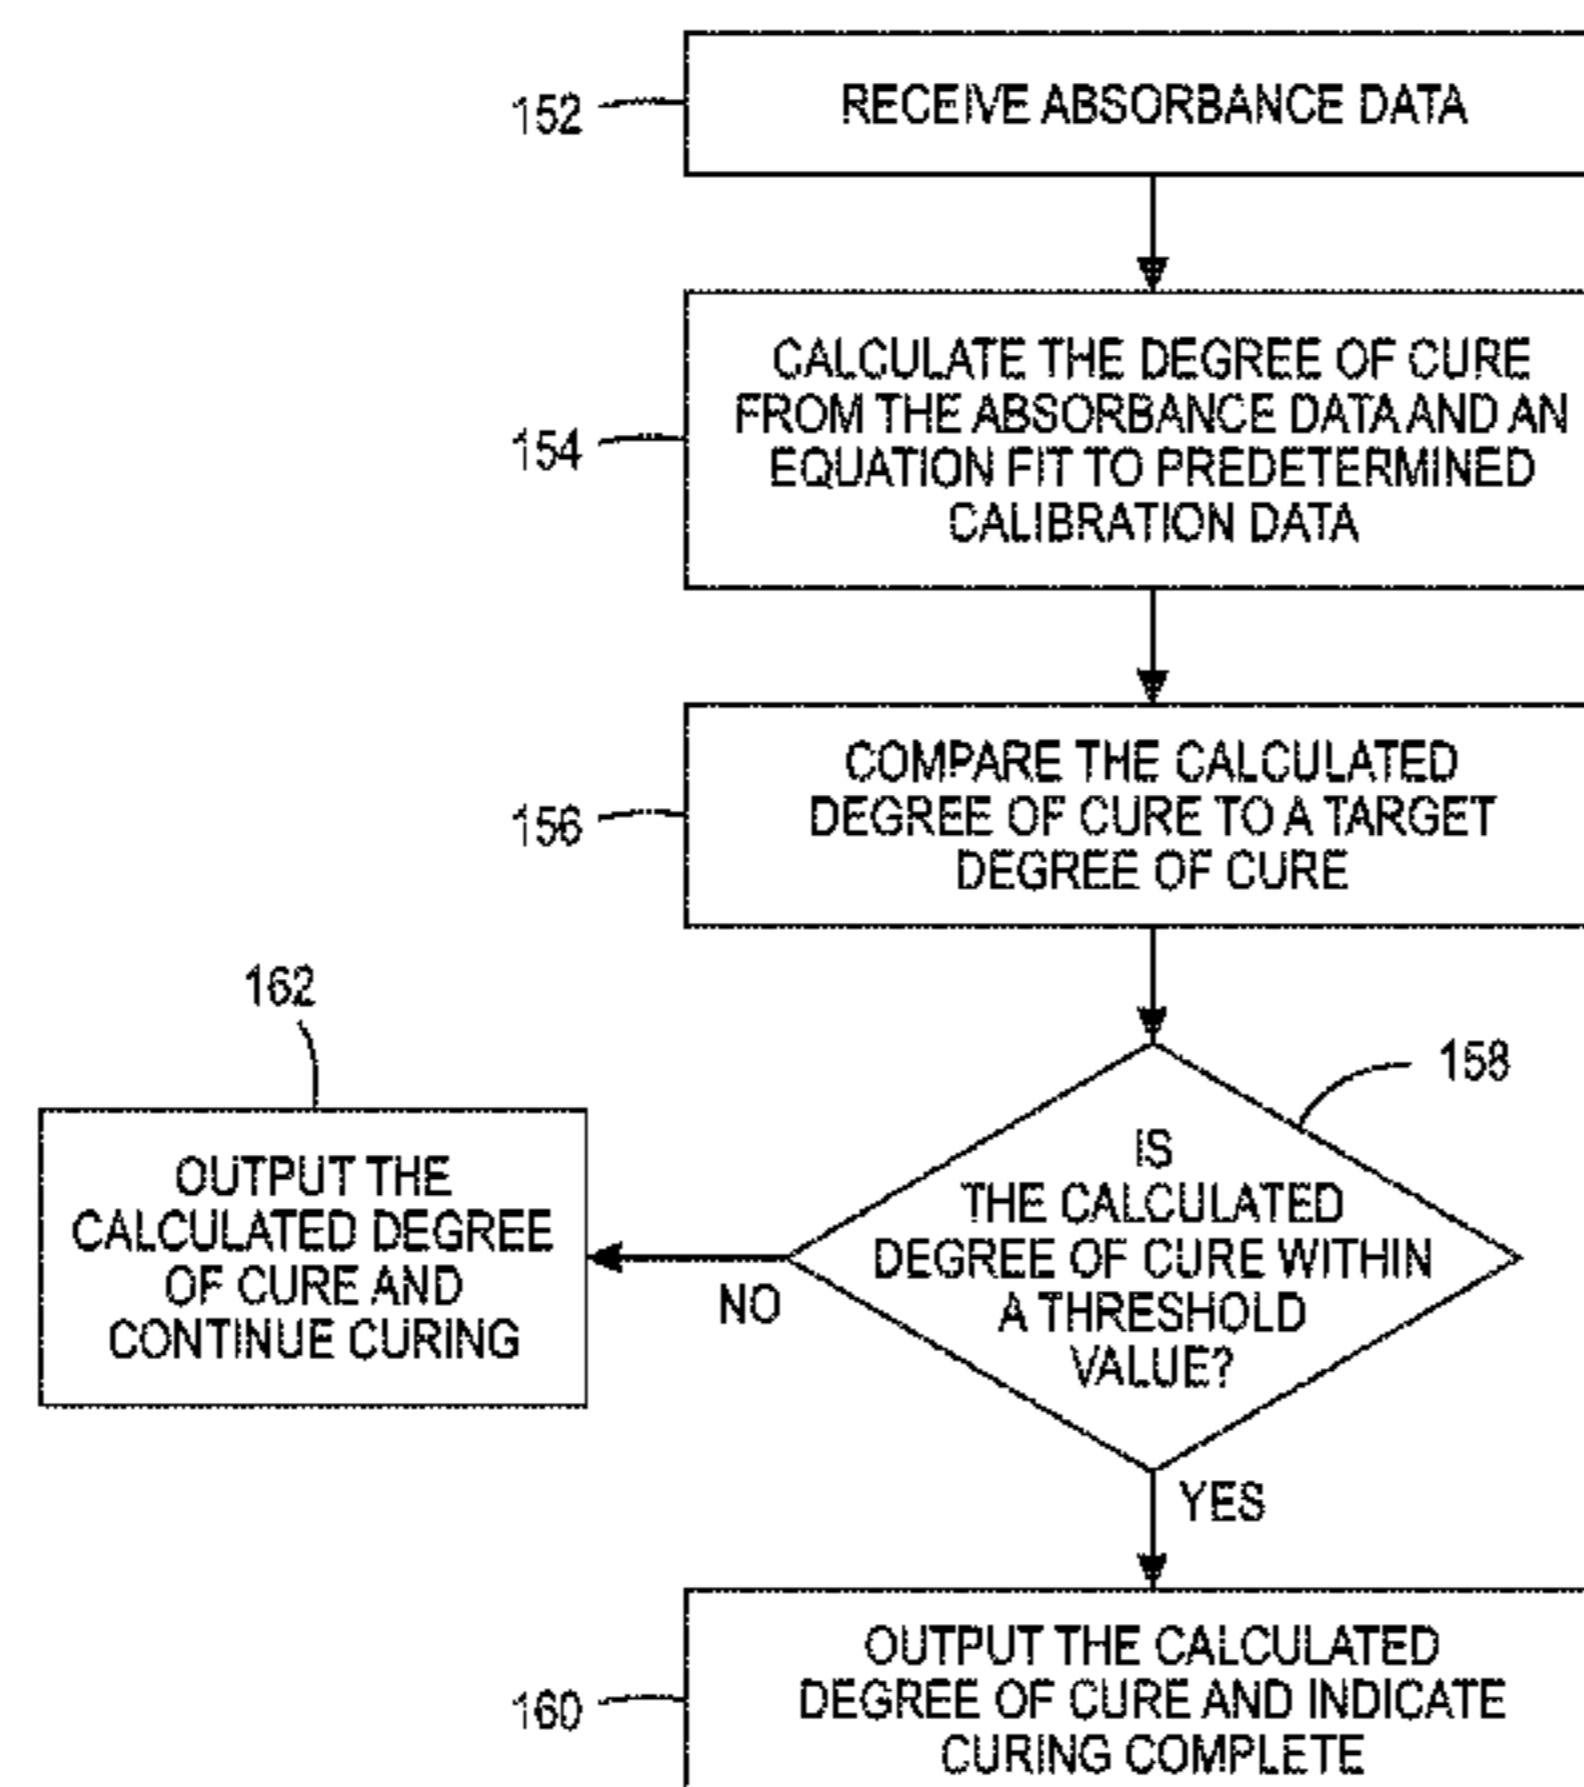 152
RECEIVE ABSORBANCE DATA
154
CALCULATE THE DEGREE OF CURE
FROM THE ABSORBANCE DATA AND AN
EQUATION FIT TO PREDETERMINED
CALIBRATION DATA
156
COMPARE THE CALCULATED
DEGREE OF CURE TO A TARGET
DEGREE OF CURE
158
IS
THE CALCULATED
DEGREE OF CURE WITHIN
A THRESHOLD
VALUE?
NO
162
OUTPUT THE
CALCULATED DEGREE
OF CURE AND
CONTINUE CURING
YES
160
OUTPUT THE CALCULATED
DEGREE OF CURE AND INDICATE
CURING COMPLETE